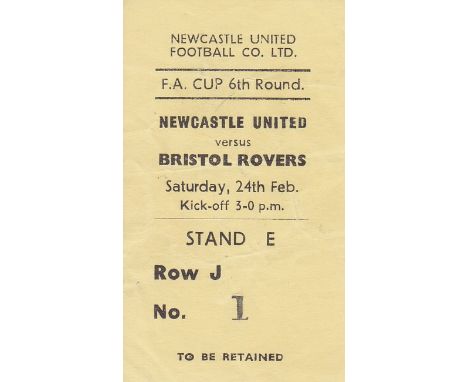 NEWCASTLE UNITED
FOOTBALL CO. LTD.
F.A. CUP 6th Round.
NEWCASTLE UNITED
versus
BRISTOL ROVERS
Saturday, 24th Feb.
Kick-off 3-0 p.m.
STAND E
Row J
No. 1
TO BE RETAINED